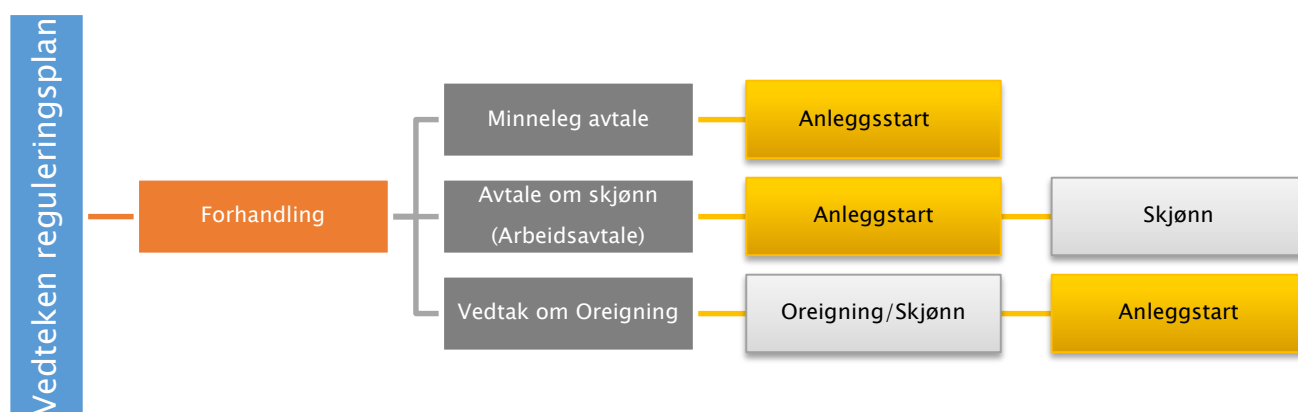 Vedteken reguleringsplan
Forhandling
Minneleg avtale
Anleggsstart
Avtale om skjønn
(Arbeidsavtale)
Anleggstart
Skjønn
Vedtak om Oreigning
Oreigning/Skjønn
Anleggstart